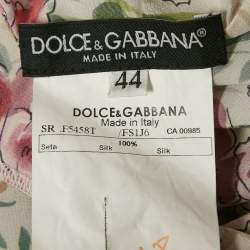 DOLCE & GABBANA®
MADE IN ITALY
44
DOLCE & GABBANA
Made in Italy
SR .F5458T /FS1J6 CA 00985
Seta Silk 100% Silk